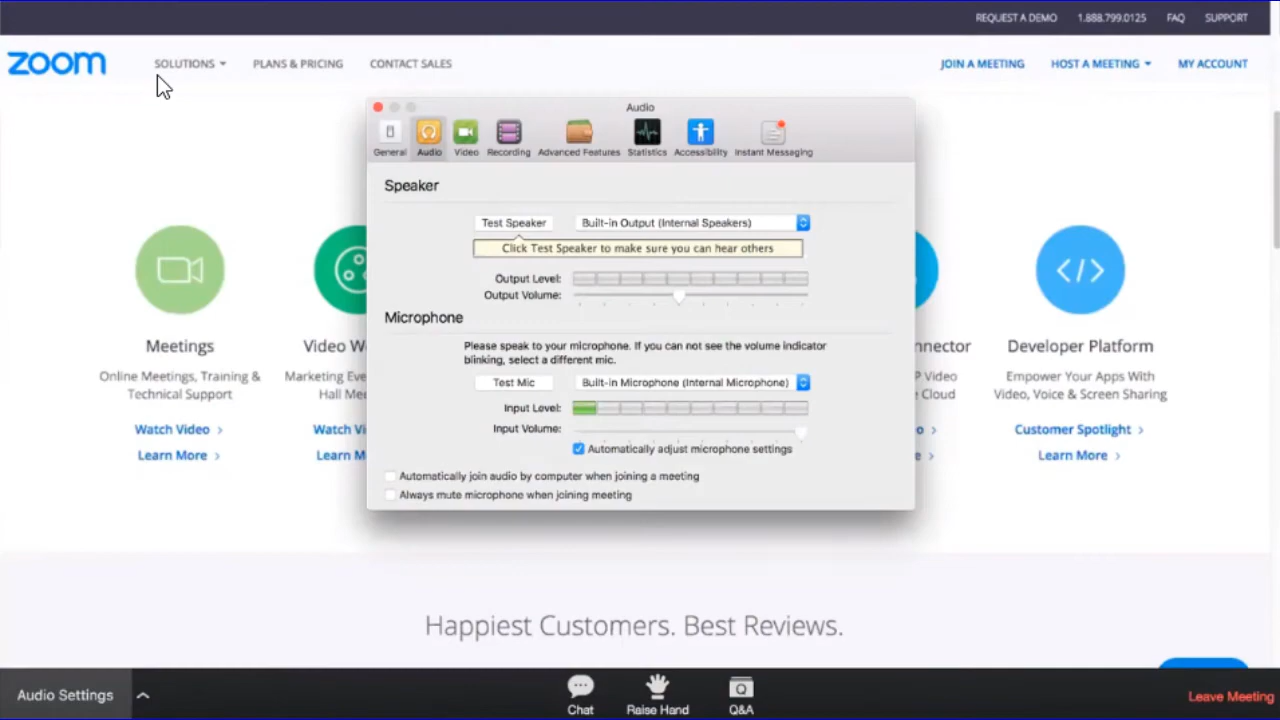 REQUEST A DEMO 1.888.799.0125 FAQ SUPPORT
zoom SOLUTIONS PLANS & PRICING CONTACT SALES JOIN A MEETING HOST A MEETING MY ACCOUNT
Audio
General Audio Video Recording Advanced Features Statistics Accessibility Instant Messaging
Speaker
Test Speaker Built-in Output (Internal Speakers)
Click Test Speaker to make sure you can hear others
Output Level:
Output Volume:
Microphone
Please speak to your microphone. If you can not see the volume indicator
blinking, select a different mic.
Test Mic Built-in Microphone (Internal Microphone)
Input Level:
Input Volume:
Automatically adjust microphone settings
Automatically join audio by computer when joining a meeting
Always mute microphone when joining meeting
Meetings
Online Meetings, Training &
Technical Support
Watch Video
Learn More
Video W
Marketing Eve
Hall Me
Watch Vi
Learn M
nnector
P Video
e Cloud
Developer Platform
Empower Your Apps With
Video, Voice & Screen Sharing
Customer Spotlight
Learn More
Happiest Customers. Best Reviews.
Audio Settings Chat Raise Hand Q&A Leave Meeting